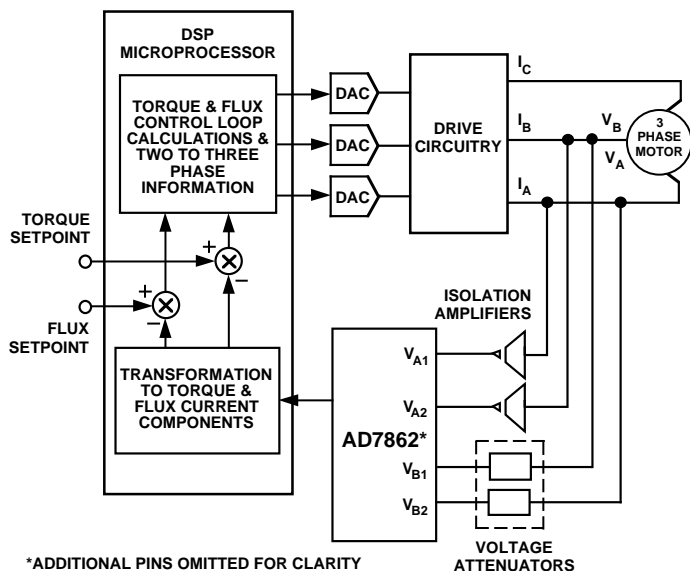 DSP
MICROPROCESSOR
TORQUE & FLUX
CONTROL LOOP
CALCULATIONS &
TWO TO THREE
PHASE
INFORMATION
DAC
DAC
DAC
DRIVE
CIRCUITRY
I_C
I_B
I_A
V_B
V_A
3
PHASE
MOTOR
TORQUE
SETPOINT
+
−
FLUX
SETPOINT
+
−
TRANSFORMATION
TO TORQUE &
FLUX CURRENT
COMPONENTS
ISOLATION
AMPLIFIERS
V_A1
V_A2
AD7862*
V_B1
V_B2
VOLTAGE
ATTENUATORS
*ADDITIONAL PINS OMITTED FOR CLARITY